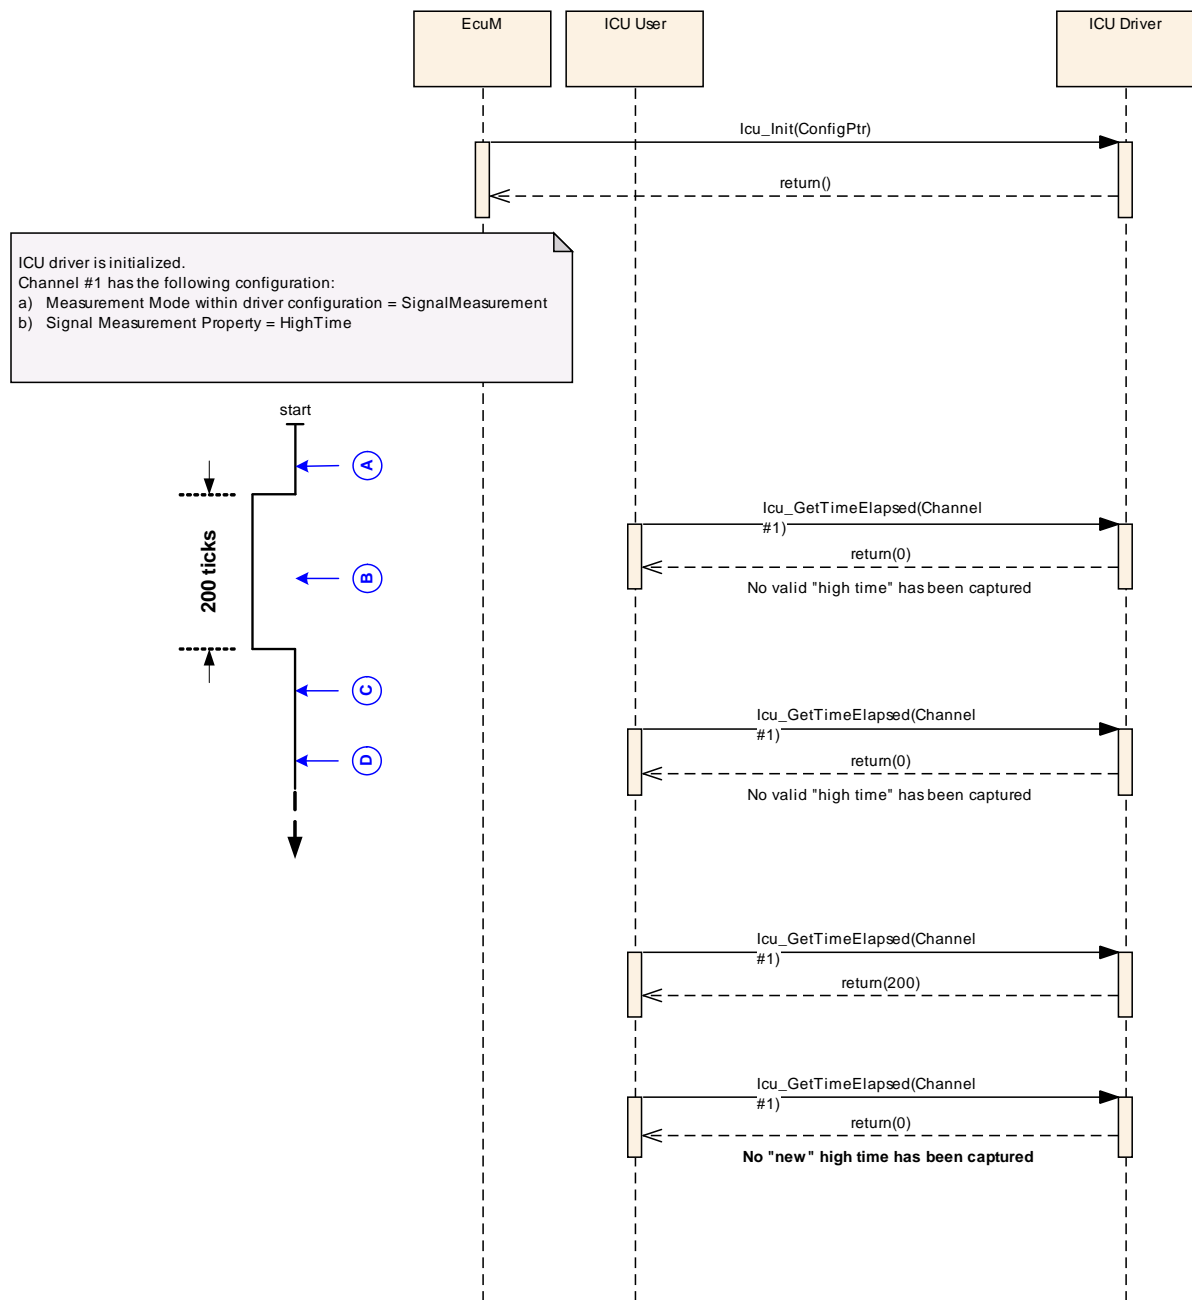 EcuM
ICU User
ICU Driver
Icu_Init(ConfigPtr)
return()
ICU driver is initialized.
Channel #1 has the following configuration:
a) Measurement Mode within driver configuration = SignalMeasurement
b) Signal Measurement Property = HighTime
start
A
200 ticks
B
C
D
Icu_GetTimeElapsed(Channel
#1)
return(0)
No valid "high time" has been captured
Icu_GetTimeElapsed(Channel
#1)
return(0)
No valid "high time" has been captured
Icu_GetTimeElapsed(Channel
#1)
return(200)
Icu_GetTimeElapsed(Channel
#1)
return(0)
No "new" high time has been captured